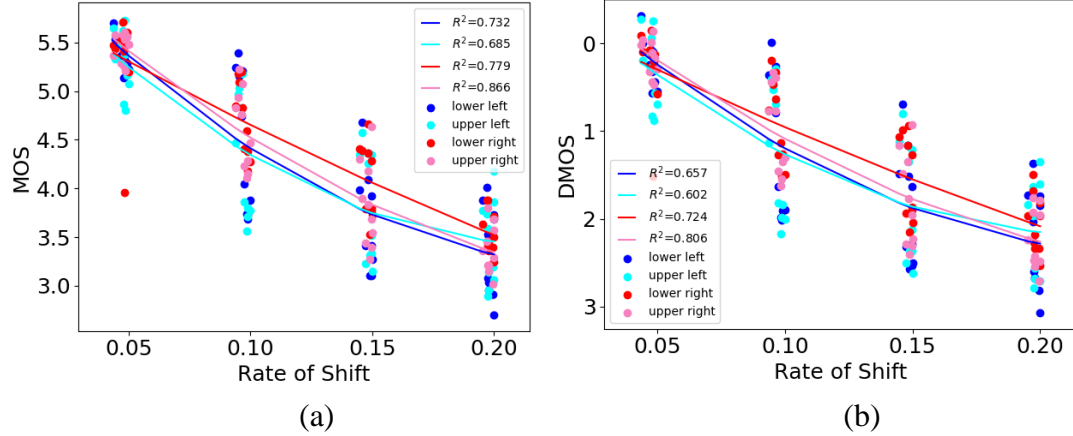 MOS
5.5
5.0
4.5
4.0
3.5
3.0
0.05 0.10 0.15 0.20
Rate of Shift
R²=0.732
R²=0.685
R²=0.779
R²=0.866
lower left
upper left
lower right
upper right
(a)
DMOS
0
1
2
3
0.05 0.10 0.15 0.20
Rate of Shift
R²=0.657
R²=0.602
R²=0.724
R²=0.806
lower left
upper left
lower right
upper right
(b)